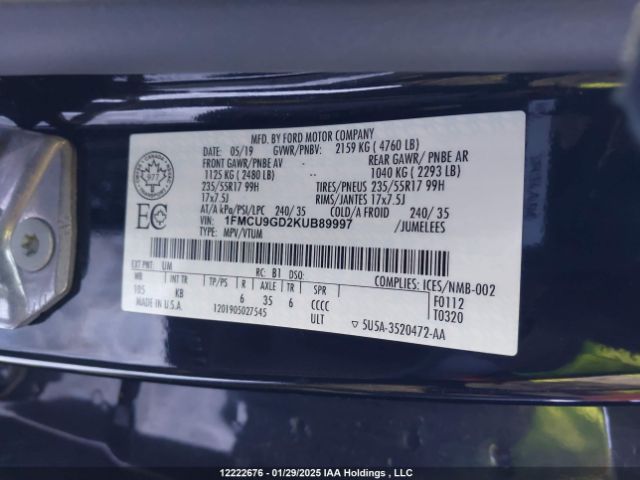 MFD. BY FORD MOTOR COMPANY
DATE: 05/19 GVWR/PNBV: 2159 KG ( 4760 LB)
FRONT GAWR/PNBE AV REAR GAWR/ PNBE AR
1125 KG ( 2480 LB) -- 1040 KG ( 2293 LB)
235/55R17 99H TIRES/PNEUS 235/55R17 99H
17x7.5J RIMS/JANTES 17x7.5J
AT/A kPa/PSI/LPC 240/ 35 COLD/A FROID 240/ 35
VIN: 1FMCU9GD2KUB89997 /JUMELEES
TYPE: MPV/VTUM
CANADA
977
EC
EXT PNT: UM RC: B1 DSO: COMPLIES: ICES/NMB-002
WB INT TR TP/PS R AXLE TR SPR F0112
105 KB 6 35 6 CCCC T0320
MADE IN U.S.A. 1201905027545 ULT ▽ 5U5A-3520472-AA
12222676 - 01/29/2025 IAA Holdings , LLC